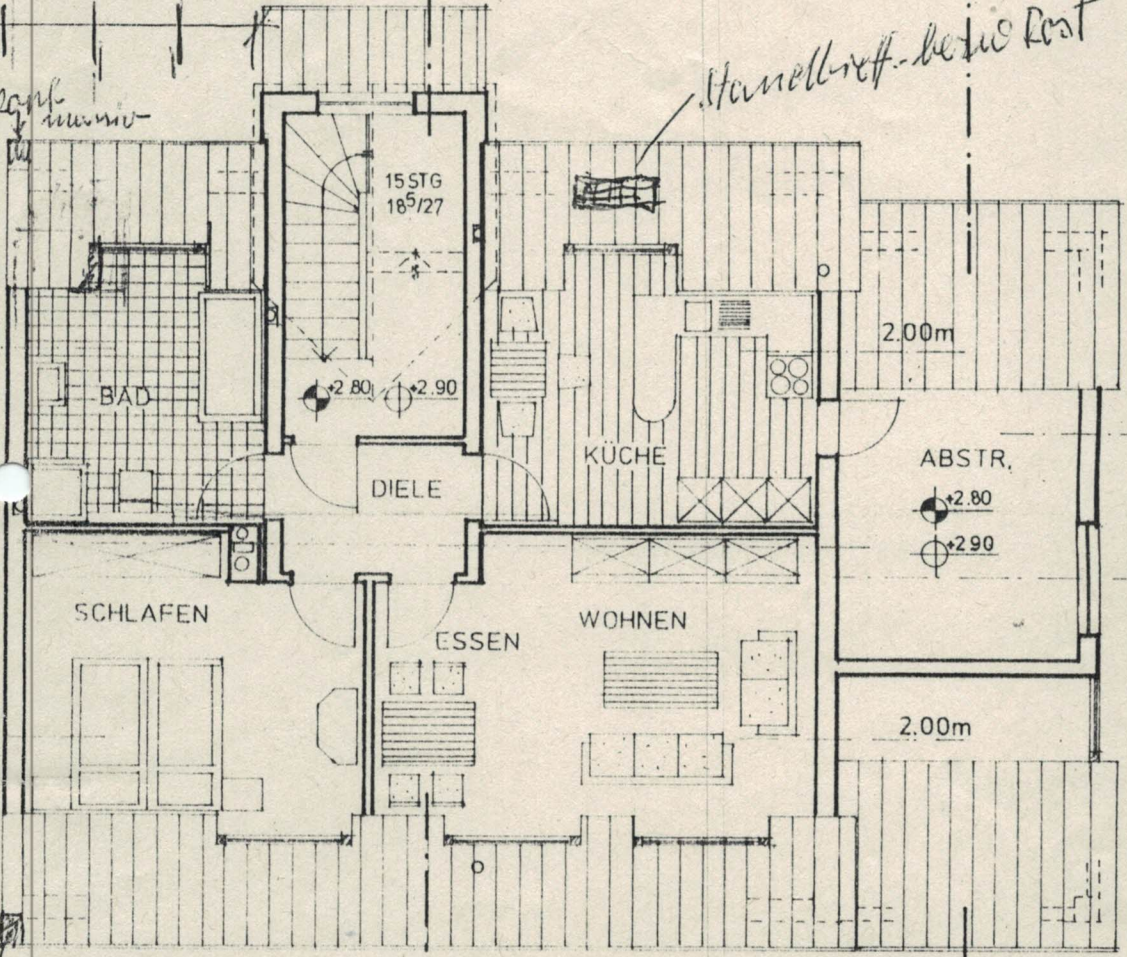 15 STG
18⁵/27
2.00m
+2.80
+2.90
BAD
KÜCHE
ABSTR.
DIELE
+2.80
+2.90
SCHLAFEN
WOHNEN
ESSEN
2.00m